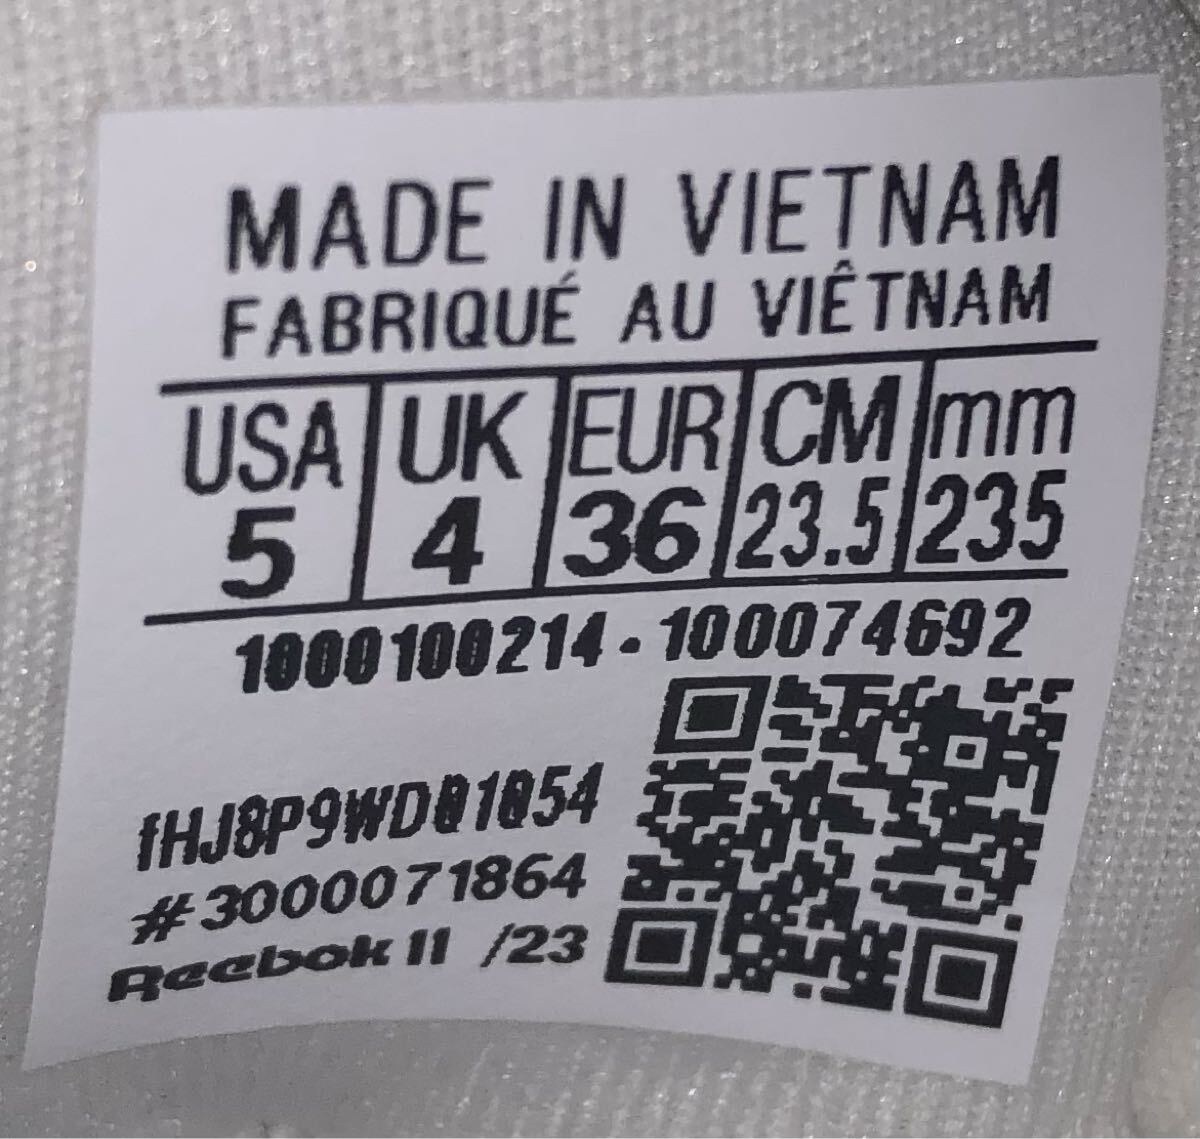 MADE IN VIETNAM
FABRIQUÉ AU VIÊTNAM
USA UK EUR CM mm
5 4 36 23.5 235
1000100214-100074692
fHJ8P9WD01054
#3000071864
Reebok 11 /23